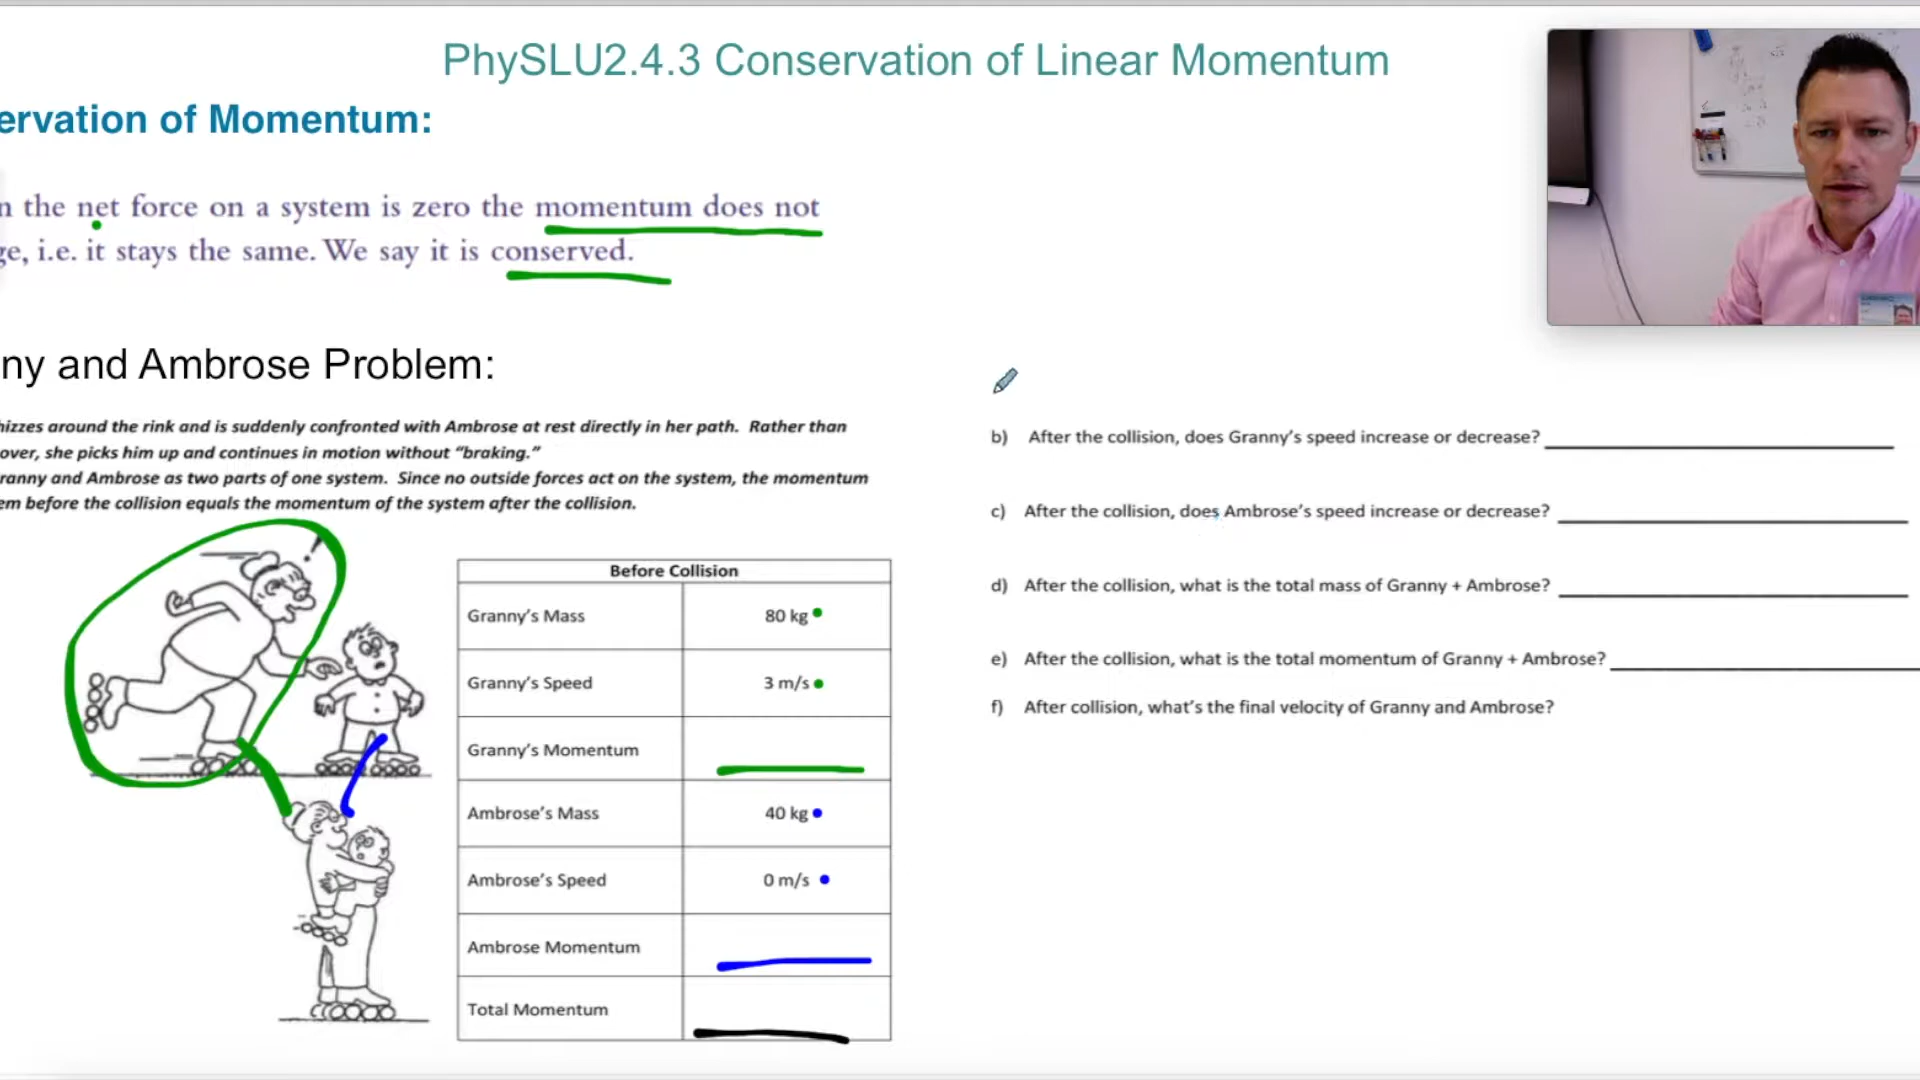 PhySLU2.4.3 Conservation of Linear Momentum
ervation of Momentum:
n the net force on a system is zero the momentum does not
ge, i.e. it stays the same. We say it is conserved.
ny and Ambrose Problem:
hizzes around the rink and is suddenly confronted with Ambrose at rest directly in her path. Rather than
over, she picks him up and continues in motion without "braking."
ranny and Ambrose as two parts of one system. Since no outside forces act on the system, the momentum
em before the collision equals the momentum of the system after the collision.
!
Before Collision
Granny's Mass 80 kg
Granny's Speed 3 m/s
Granny's Momentum
Ambrose's Mass 40 kg
Ambrose's Speed 0 m/s
Ambrose Momentum
Total Momentum
b) After the collision, does Granny's speed increase or decrease?
c) After the collision, does Ambrose's speed increase or decrease?
d) After the collision, what is the total mass of Granny + Ambrose?
e) After the collision, what is the total momentum of Granny + Ambrose?
f) After collision, what's the final velocity of Granny and Ambrose?